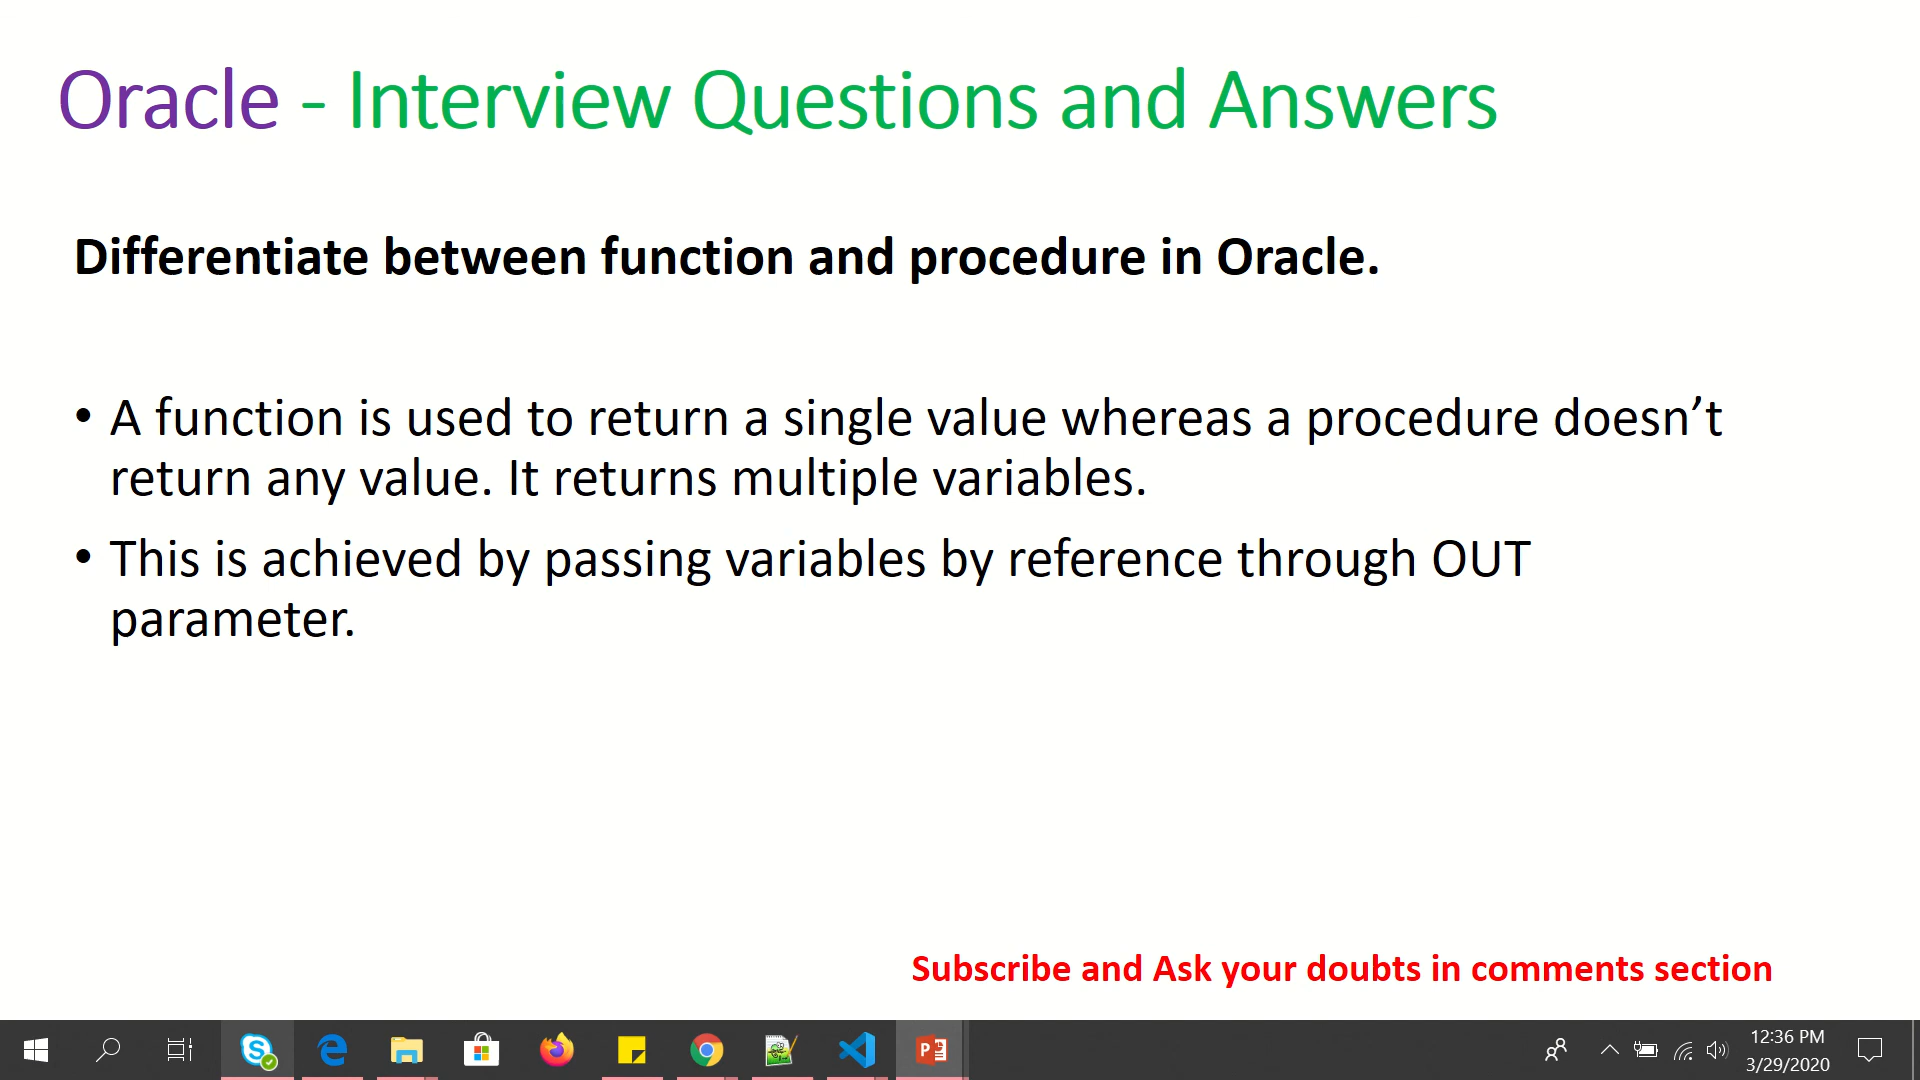 Oracle - Interview Questions and Answers
Differentiate between function and procedure in Oracle.
• A function is used to return a single value whereas a procedure doesn’t
return any value. It returns multiple variables.
• This is achieved by passing variables by reference through OUT
parameter.
Subscribe and Ask your doubts in comments section
12:36 PM
3/29/2020